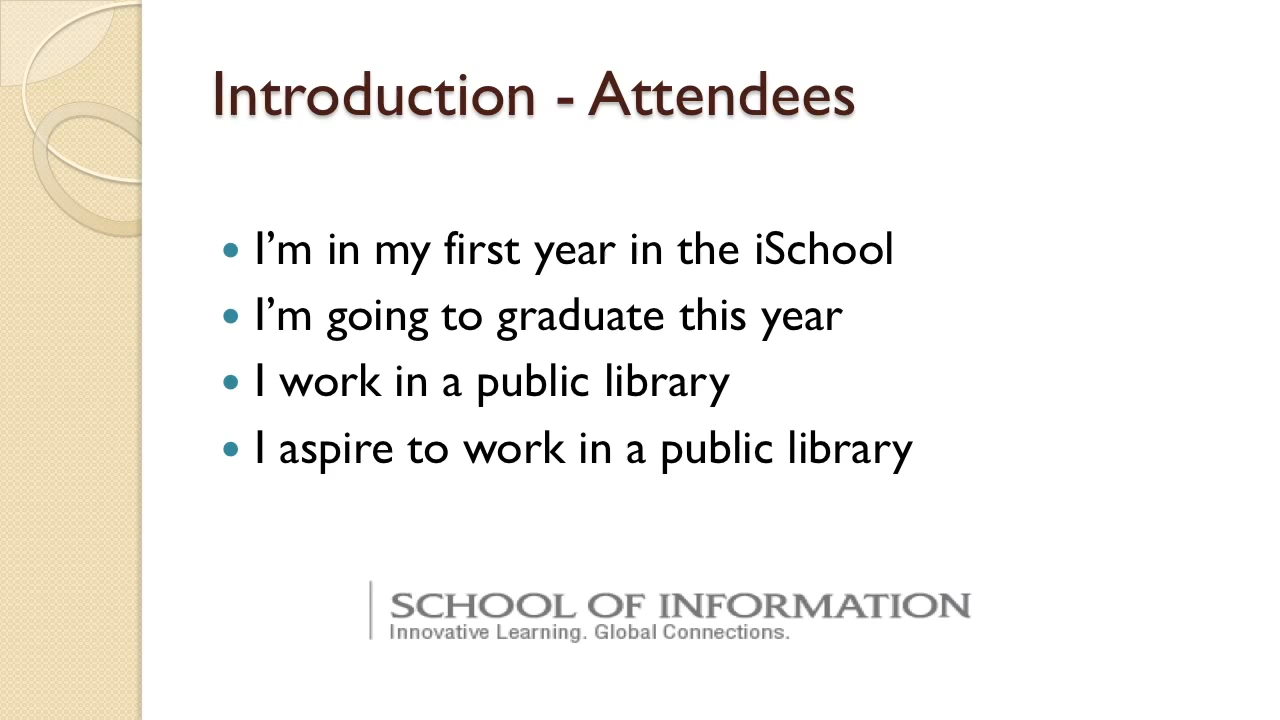 Introduction - Attendees
• I’m in my first year in the iSchool
• I’m going to graduate this year
• I work in a public library
• I aspire to work in a public library
SCHOOL OF INFORMATION
Innovative Learning. Global Connections.